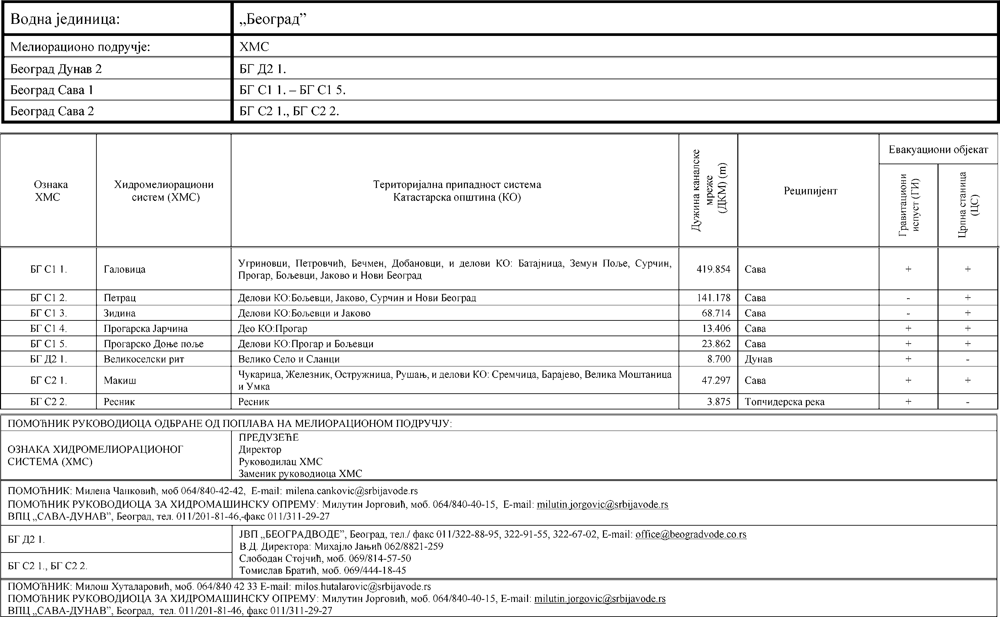 Водна јединица: „Београд”
Мелиорационо подручје: ХМС
Београд Дунав 2 БГ Д2 1.
Београд Сава 1 БГ С1 1. – БГ С1 5.
Београд Сава 2 БГ С2 1., БГ С2 2.
Ознака
ХМС
Хидромелиорациони
систем (ХМС)
Територијална припадност система
Катастарска општина (КО)
Дужина каналске
мреже
(ДКМ) (m)
Реципијент
Евакуациони објекат
Гравитациони
испуст (ГИ)
Црпна станица
(ЦС)
БГ С1 1. Галовица Угриновци, Петровчић, Бечмен, Добановци, и делови КО: Батајница, Земун Поље, Сурчин,
Прогар, Бољевци, Јаково и Нови Београд 419.854 Сава + +
БГ С1 2. Петрац Делови КО:Бољевци, Јаково, Сурчин и Нови Београд 141.178 Сава - +
БГ С1 3. Зидина Делови КО:Бољевци и Јаково 68.714 Сава - +
БГ С1 4. Прогарска Јарчина Део КО:Прогар 13.406 Сава + +
БГ С1 5. Прогарско Доње поље Делови КО:Прогар и Бољевци 23.862 Сава + +
БГ Д2 1. Великоселски рит Велико Село и Сланци 8.700 Дунав + -
БГ С2 1. Макиш Чукарица, Железник, Остружница, Рушањ, и делови КО: Сремчица, Барајево, Велика Моштаница
и Умка 47.297 Сава + +
БГ С2 2. Ресник Ресник 3.875 Топчидерска река + -
ПОМОЋНИК РУКОВОДИОЦА ОДБРАНЕ ОД ПОПЛАВА НА МЕЛИОРАЦИОНОМ ПОДРУЧЈУ:
ОЗНАКА ХИДРОМЕЛИОРАЦИОНОГ
СИСТЕМА (ХМС)
ПРЕДУЗЕЋЕ
Директор
Руководилац ХМС
Заменик руководиоца ХМС
ПОМОЋНИК: Милена Чанковић, моб 064/840-42-42, E-mail: milena.cankovic@srbijavode.rs
ПОМОЋНИК РУКОВОДИОЦА ЗА ХИДРОМАШИНСКУ ОПРЕМУ: Милутин Јорговић, моб. 064/840-40-15, E-mail: milutin.jorgovic@srbijavode.rs
ВПЦ „САВА-ДУНАВ”, Београд, тел. 011/201-81-46,-факс 011/311-29-27
БГ Д2 1.
БГ С2 1., БГ С2 2.
ЈВП „БЕОГРАДВОДЕ”, Београд, тел./ факс 011/322-88-95, 322-91-55, 322-67-02, E-mail: office@beogradvode.co.rs
В.Д. Директора: Михајло Јањић 062/8821-259
Слободан Стојчић, моб. 069/814-57-50
Томислав Братић, моб. 069/444-18-45
ПОМОЋНИК: Милош Хуталаровић, моб. 064/840 42 33 E-mail: milos.hutalarovic@srbijavode.rs
ПОМОЋНИК РУКОВОДИОЦА ЗА ХИДРОМАШИНСКУ ОПРЕМУ: Милутин Јорговић, моб. 064/840-40-15, E-mail: milutin.jorgovic@srbijavode.rs
ВПЦ „САВА-ДУНАВ”, Београд, тел. 011/201-81-46, факс 011/311-29-27